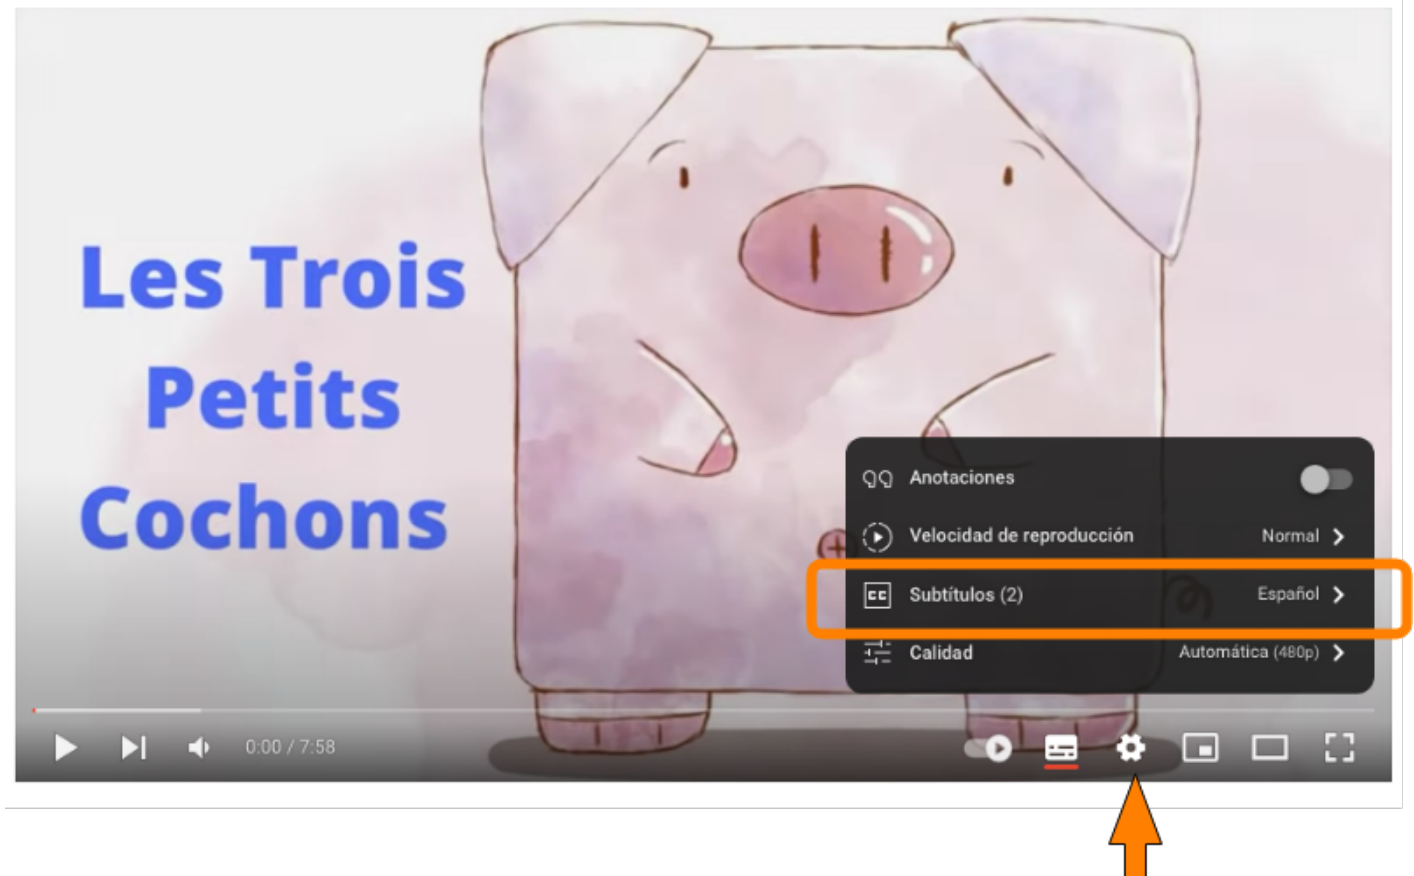 Les Trois
Petits
Cochons
Anotaciones
Velocidad de reproducción Normal
CC Subtítulos (2) Español
Calidad Automática (480p)
0:00 / 7:58